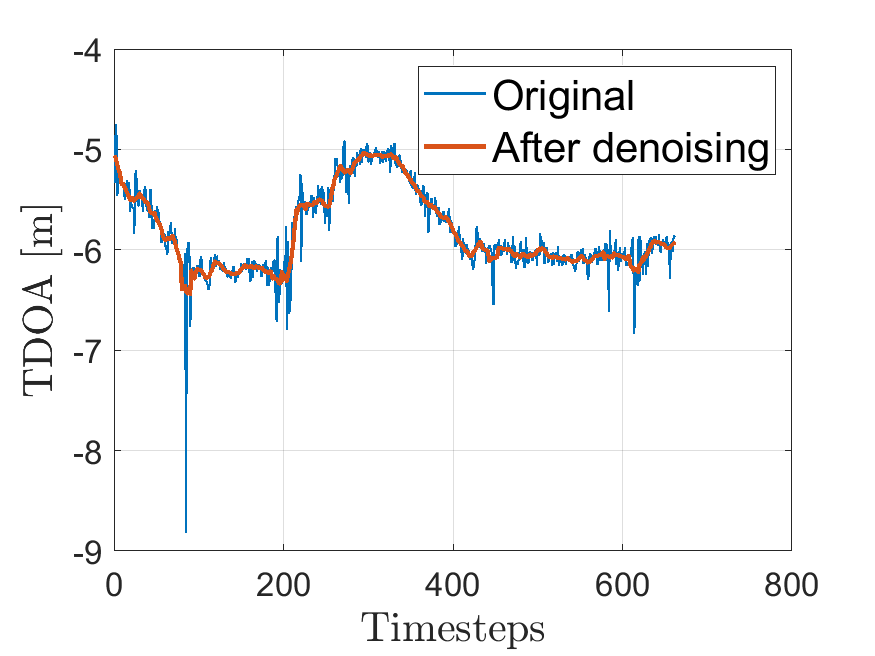 -4
-5
-6
-7
-8
-9
TDOA [m]
Original
After denoising
0 200 400 600 800
Timesteps